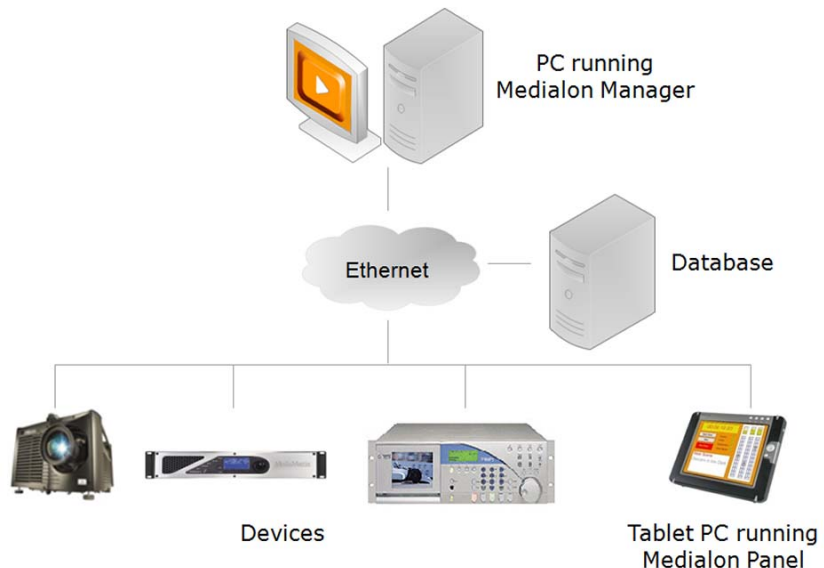 PC running
Medialon Manager
Ethernet
Database
Devices
Tablet PC running
Medialon Panel